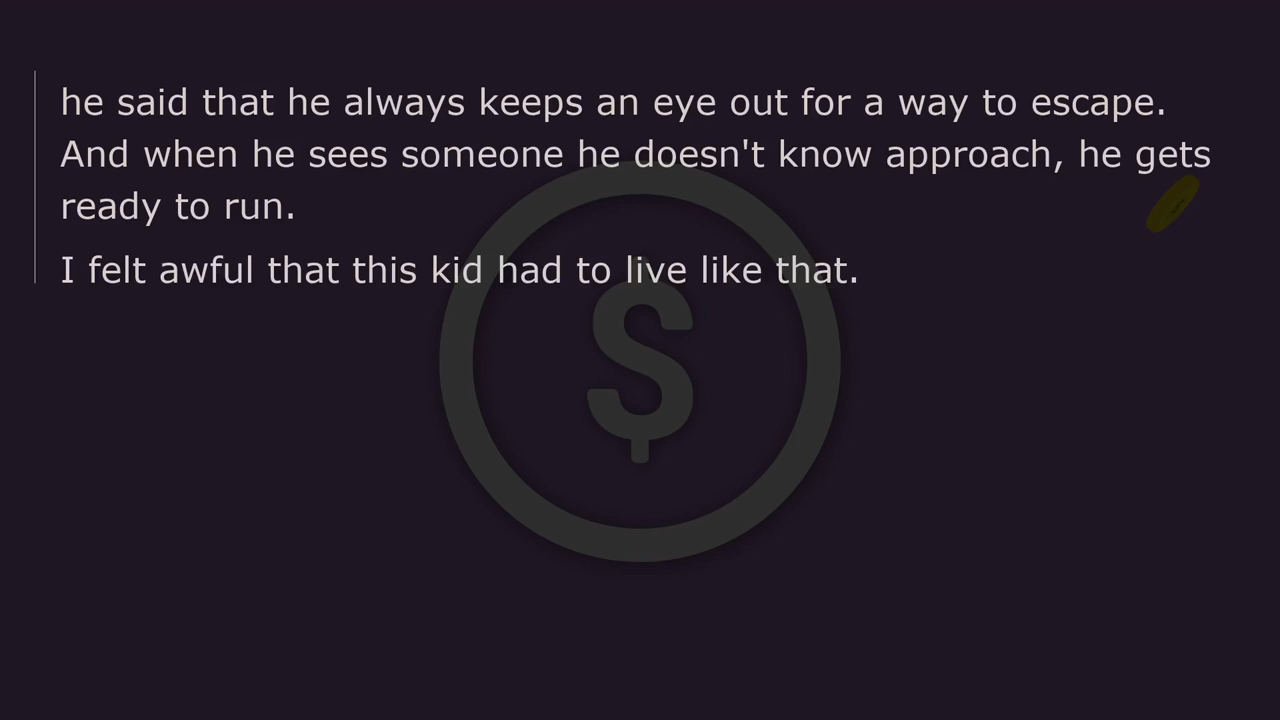 he said that he always keeps an eye out for a way to escape.
And when he sees someone he doesn't know approach, he gets
ready to run.
I felt awful that this kid had to live like that.
$